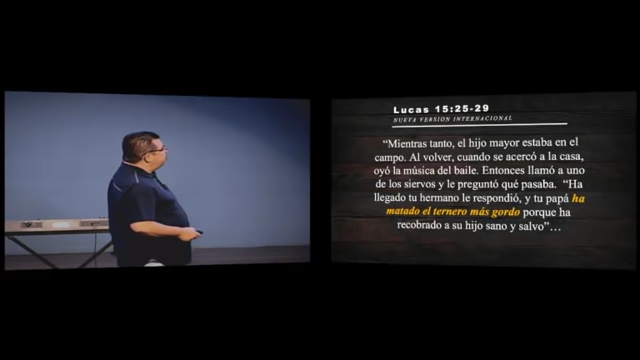 Lucas 15:25-29
NUEVA VERSION INTERNACIONAL
“Mientras tanto, el hijo mayor estaba en el
campo. Al volver, cuando se acercó a la casa,
oyó la música del baile. Entonces llamó a uno
de los siervos y le preguntó qué pasaba. “Ha
llegado tu hermano le respondió, y tu papá ha
matado el ternero más gordo porque ha
recobrado a su hijo sano y salvo”…